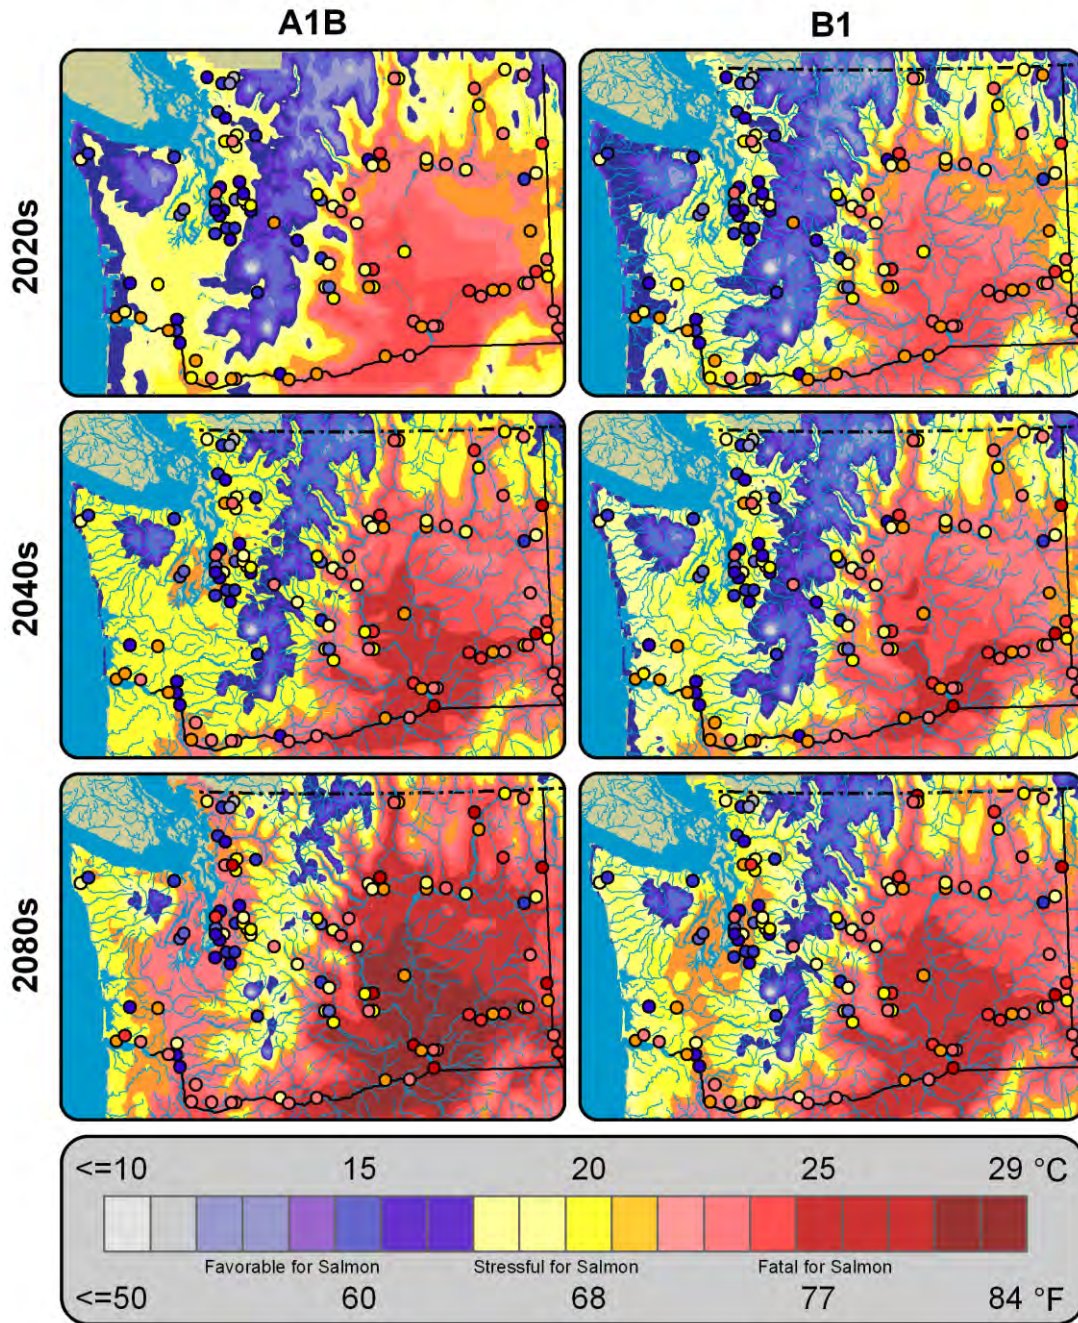 A1B B1
2020s
2040s
2080s
<=10 15 20 25 29 °C
Favorable for Salmon Stressful for Salmon Fatal for Salmon
<=50 60 68 77 84 °F